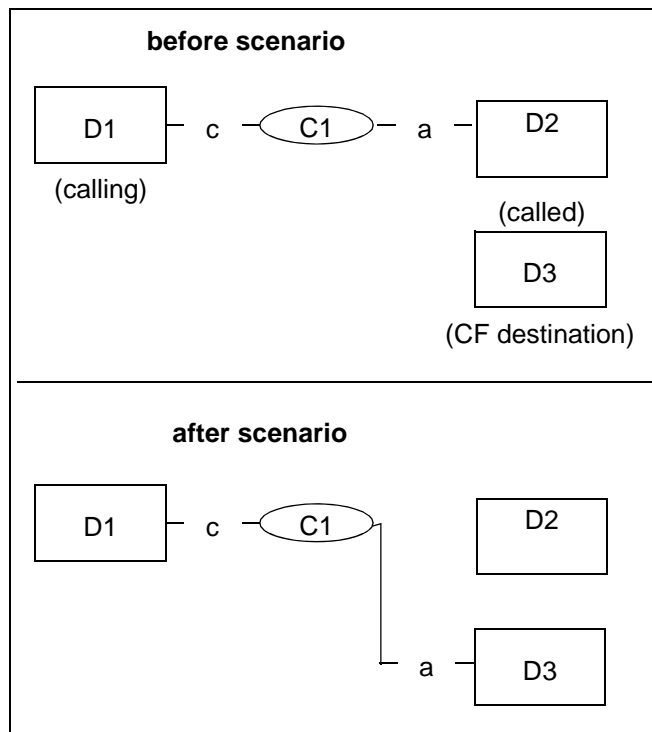 before scenario
D1 c C1 a D2
(calling)
(called)
D3
(CF destination)
after scenario
D1 c C1 D2
a D3